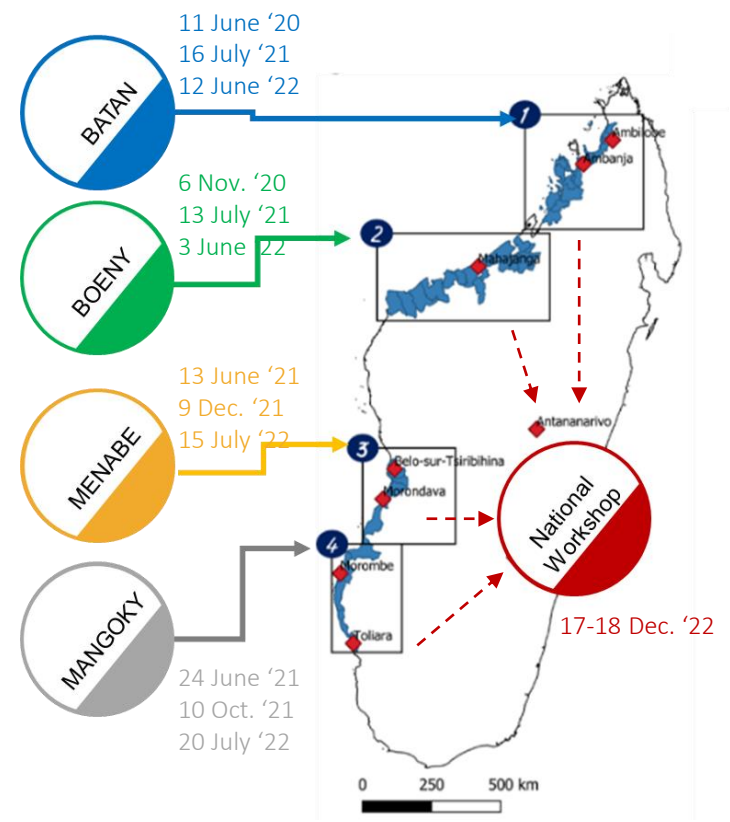 11 June ‘20
16 July ‘21
12 June ‘22
BATAN
1
Ambilobe
Ambanja
6 Nov. ‘20
13 July ‘21
3 June ‘22
BOENY
2
Mahajanga
13 June ‘21
9 Dec. ‘21
15 July ‘22
MENABE
Antananarivo
3
Belo-sur-Tsiribihina
Morondava
National
Workshop
4
Morombe
MANGOKY
Toliara
17-18 Dec. ‘22
24 June ‘21
10 Oct. ‘21
20 July ‘22
0 250 500 km